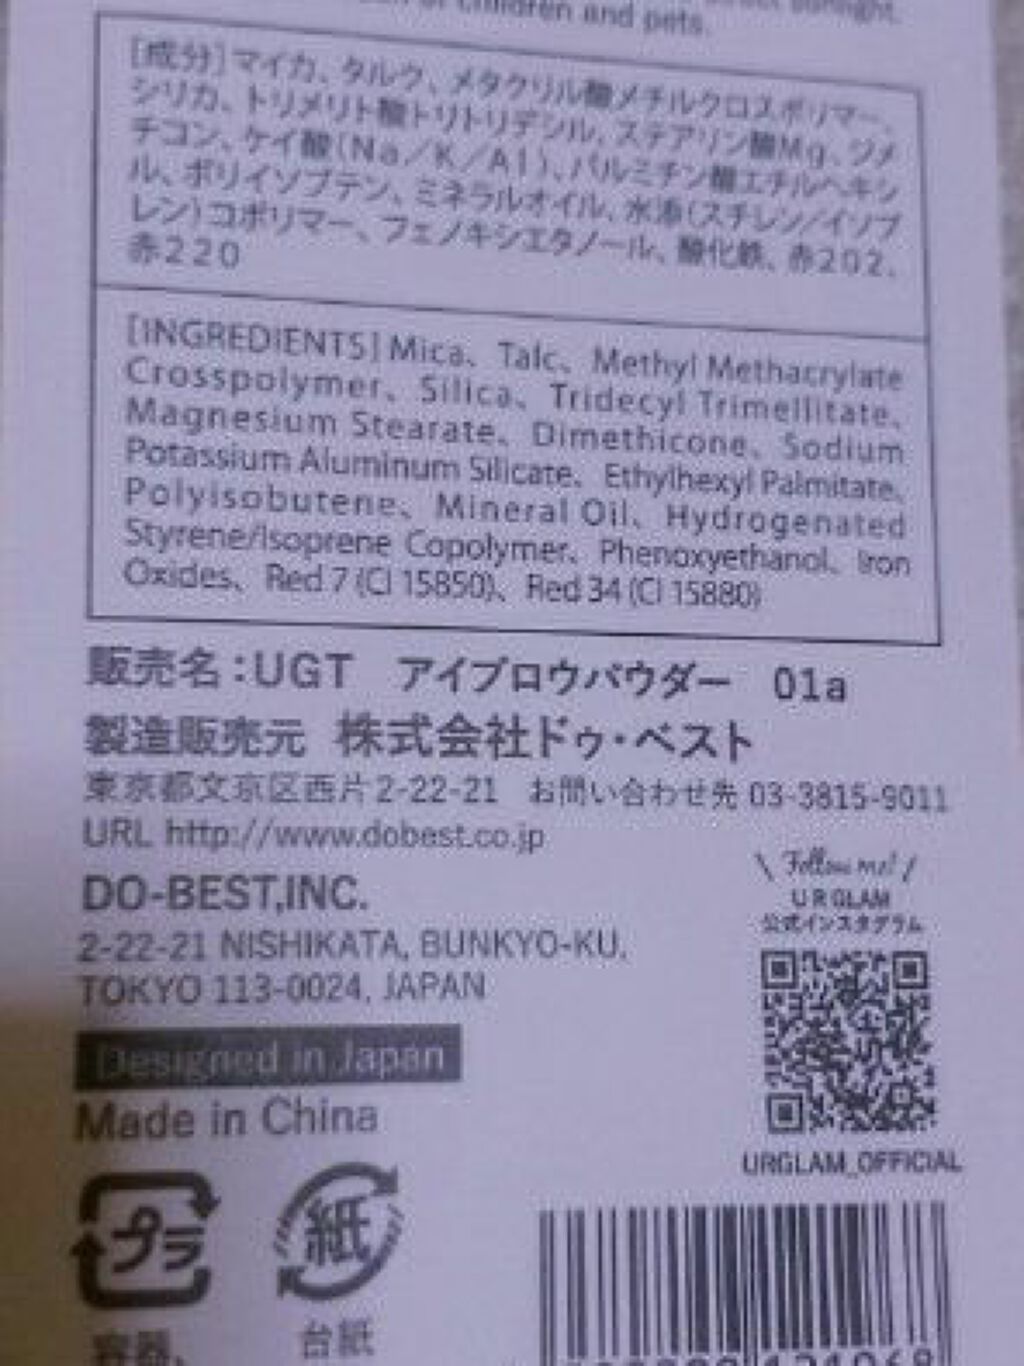 of children and pets.
[成分]マイカ、タルク、メタクリル酸メチルクロスポリマー、
シリカ、トリメリト酸トリトリデシル、ステアリン酸Mg、ジメ
チコン、ケイ酸(Na/K/Al)、パルミチン酸エチルヘキシ
ル、ポリイソブテン、ミネラルオイル、水添(スチレン/イソプ
レン)コポリマー、フェノキシエタノール、酸化鉄、赤202、
赤220
[INGREDIENTS] Mica、Talc、Methyl Methacrylate
Crosspolymer、Silica、Tridecyl Trimellitate、
Magnesium Stearate、Dimethicone、Sodium
Potassium Aluminum Silicate、Ethylhexyl Palmitate、
Polyisobutene、Mineral Oil、Hydrogenated
Styrene/Isoprene Copolymer、Phenoxyethanol、Iron
Oxides、Red 7 (CI 15850)、Red 34 (CI 15880)
販売名:UGT アイブロウパウダー 01a
製造販売元 株式会社ドゥ・ベスト
東京都文京区西片2-22-21 お問い合わせ先 03-3815-9011
URL http://www.dobest.co.jp
DO-BEST,INC.
2-22-21 NISHIKATA, BUNKYO-KU,
TOKYO 113-0024, JAPAN
\ Follow me! /
U R GLAM
公式インスタグラム
URGLAM_OFFICIAL
Designed in Japan
Made in China
プラ
紙
容器、
台紙